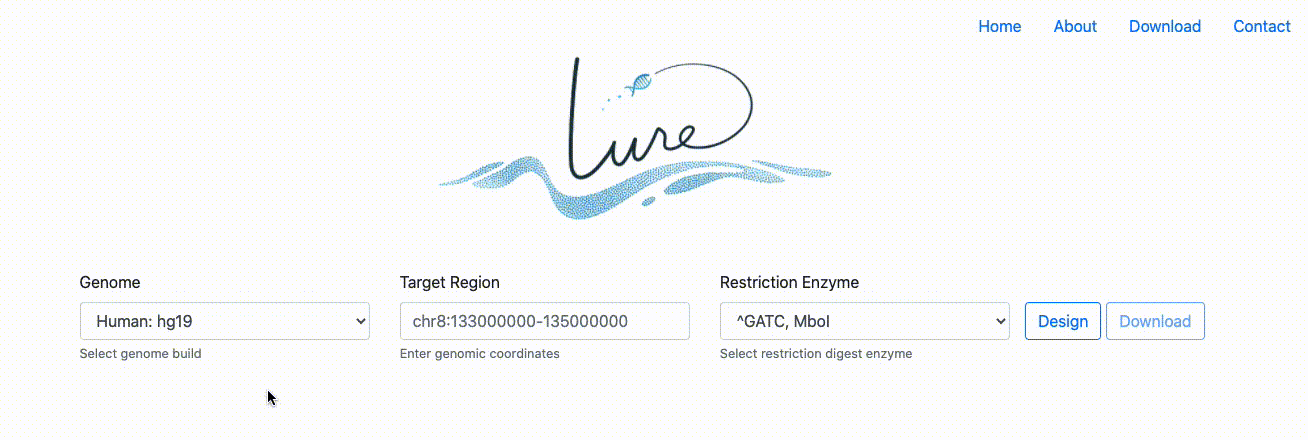 Home About Download Contact
Lure
Genome Target Region Restriction Enzyme
Human: hg19 chr8:133000000-135000000 ^GATC, MboI Design Download
Select genome build Enter genomic coordinates Select restriction digest enzyme